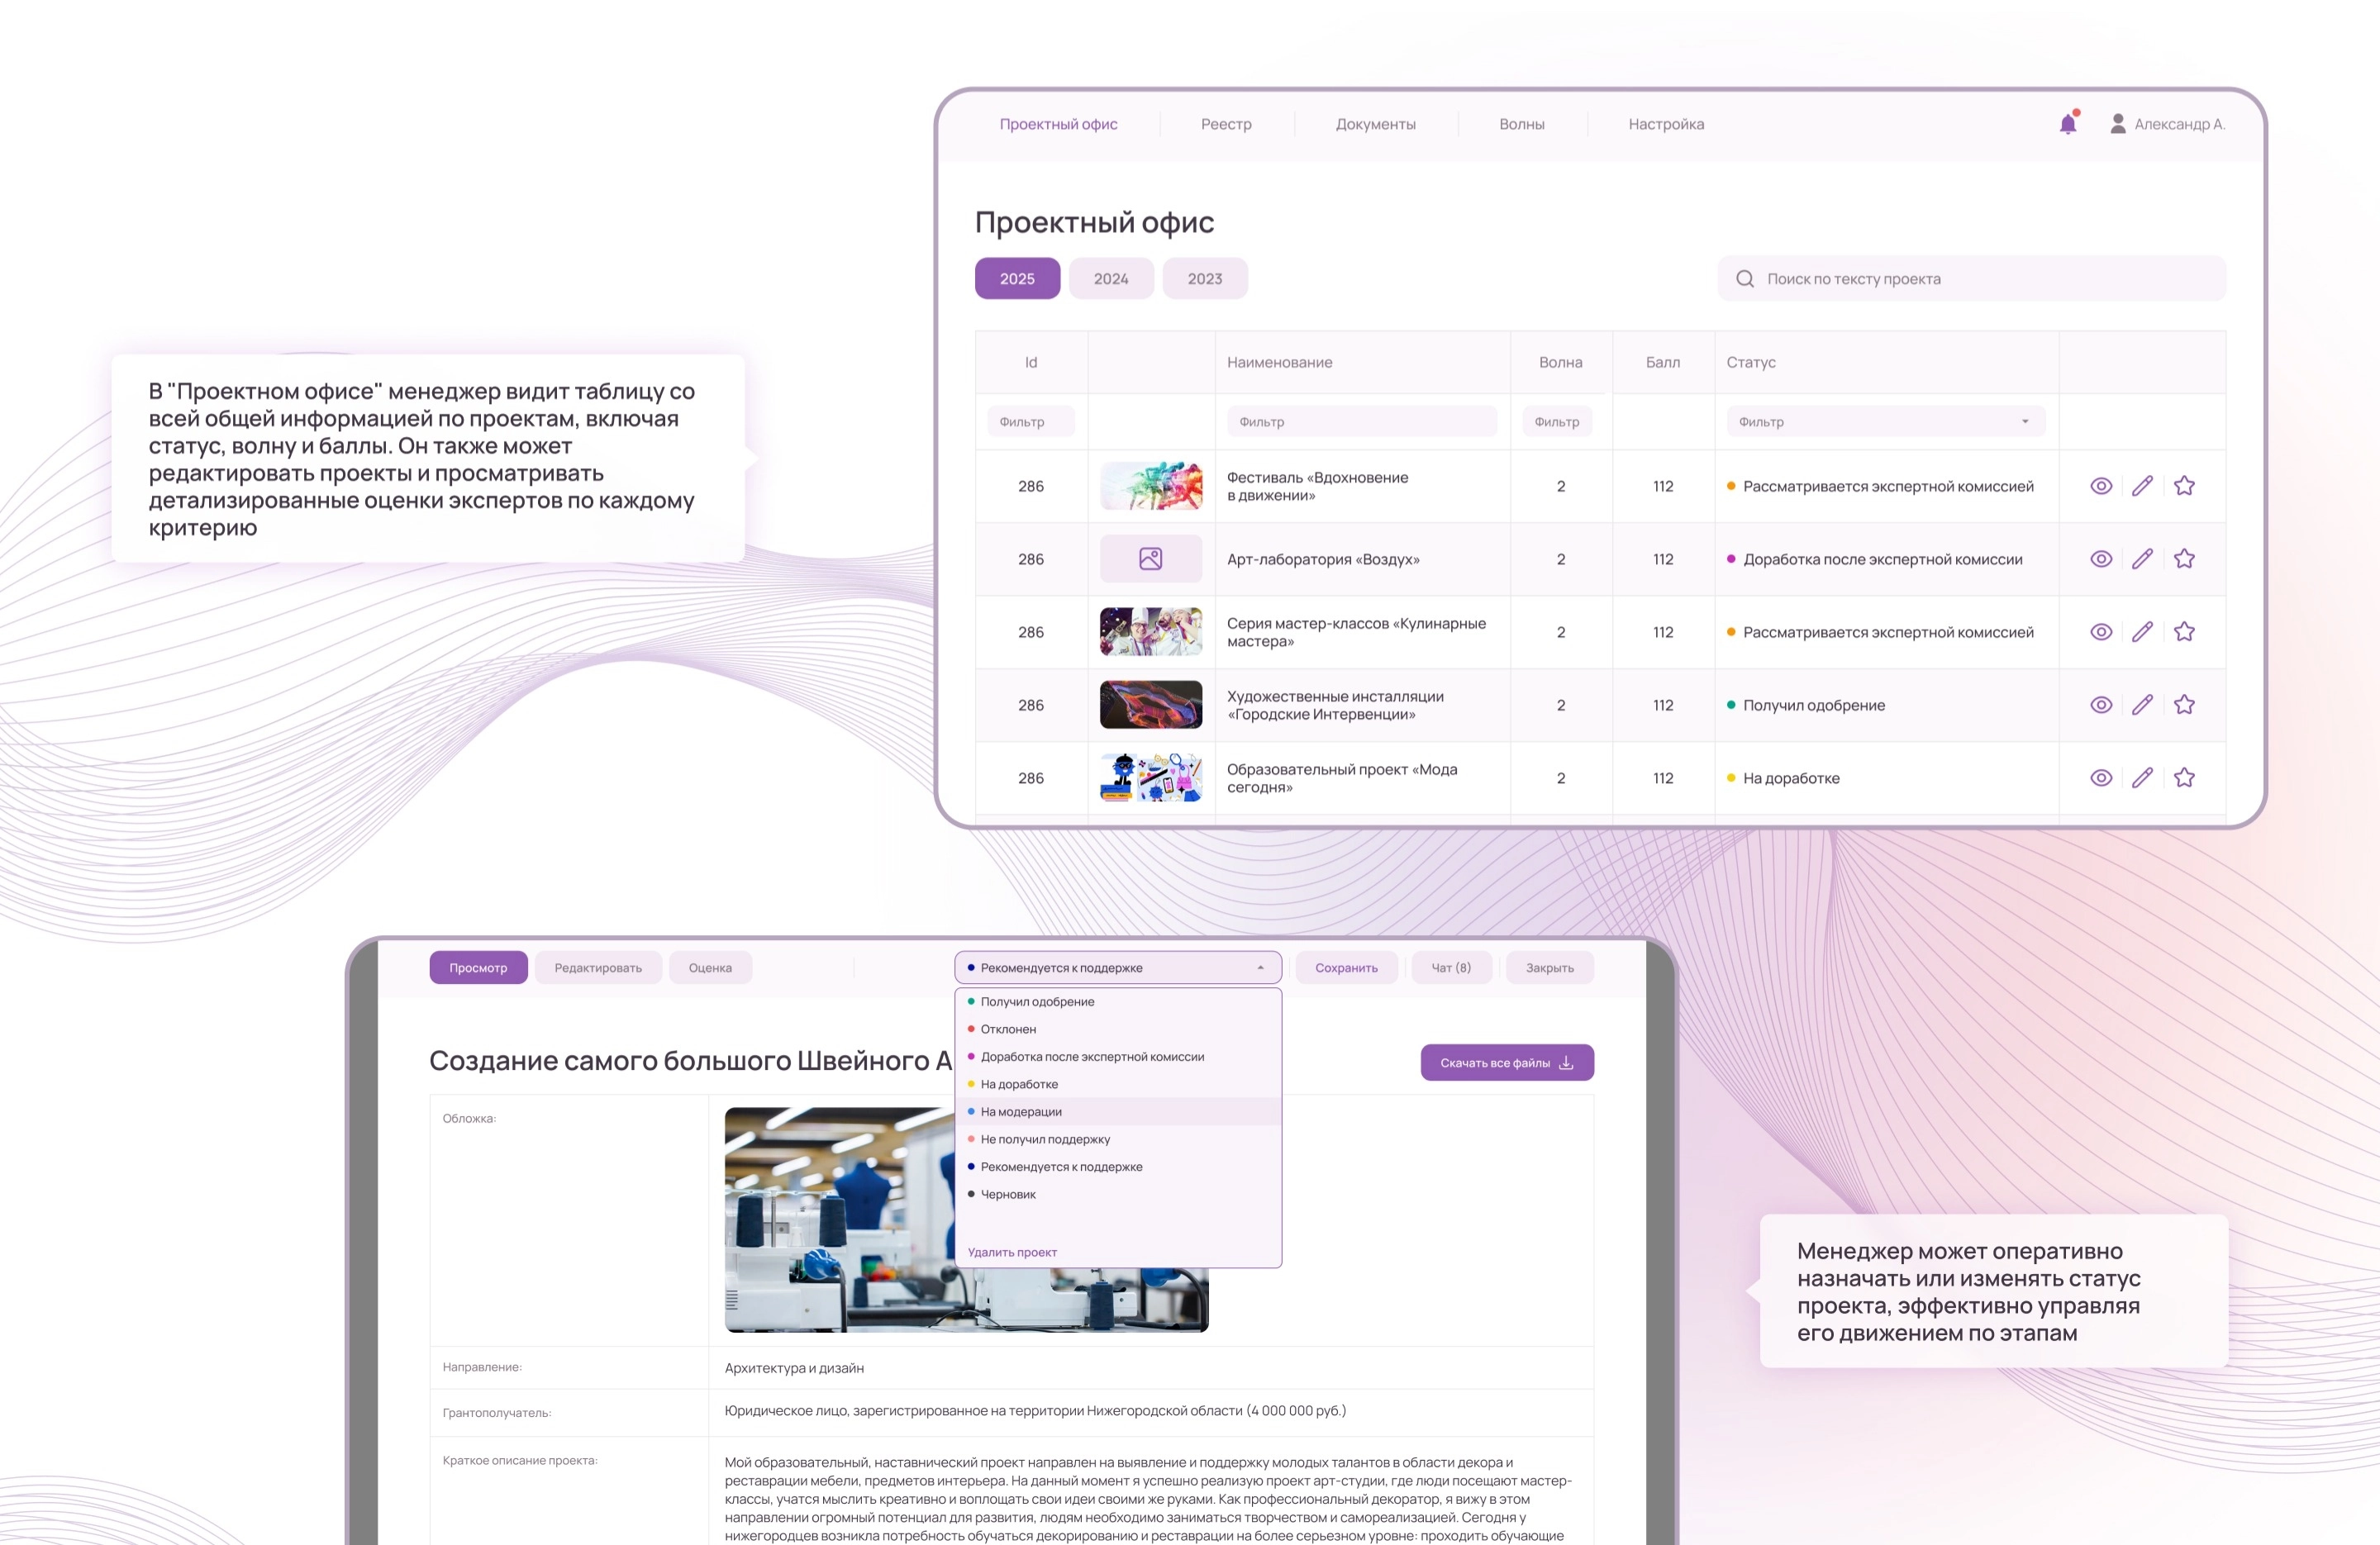 Проектный офис
Реестр
Документы
Волны
Настройка
Александр А.
Проектный офис
2025
2024
2023
Поиск по тексту проекта
Id
Наименование
Волна
Балл
Статус
Фильтр
Фильтр
Фильтр
Фильтр
286
Фестиваль «Вдохновение
в движении»
2
112
Рассматривается экспертной комиссией
286
Арт-лаборатория «Воздух»
2
112
Доработка после экспертной комиссии
286
Серия мастер-классов «Кулинарные
мастера»
2
112
Рассматривается экспертной комиссией
286
Художественные инсталляции
«Городские Интервенции»
2
112
Получил одобрение
286
Образовательный проект «Мода
сегодня»
2
112
На доработке
В "Проектном офисе" менеджер видит таблицу со
всей общей информацией по проектам, включая
статус, волну и баллы. Он также может
редактировать проекты и просматривать
детализированные оценки экспертов по каждому
критерию
Просмотр
Редактировать
Оценка
Рекомендуется к поддержке
Сохранить
Чат (8)
Закрыть
Получил одобрение
Отклонен
Доработка после экспертной комиссии
На доработке
На модерации
Не получил поддержку
Рекомендуется к поддержке
Черновик
Удалить проект
Создание самого большого Швейного А
Скачать все файлы
Обложка:
Направление:
Архитектура и дизайн
Грантополучатель:
Юридическое лицо, зарегистрированное на территории Нижегородской области (4 000 000 руб.)
Краткое описание проекта:
Мой образовательный, наставнический проект направлен на выявление и поддержку молодых талантов в области декора и
реставрации мебели, предметов интерьера. На данный момент я успешно реализую проект арт-студии, где люди посещают мастер-
классы, учатся мыслить креативно и воплощать свои идеи своими же руками. Как профессиональный декоратор, я вижу в этом
направлении огромный потенциал для развития, людям необходимо заниматься творчеством и самореализацией. Сегодня у
нижегородцев возникла потребность обучаться декорированию и реставрации на более серьезном уровне: проходить обучающие
Менеджер может оперативно
назначать или изменять статус
проекта, эффективно управляя
его движением по этапам